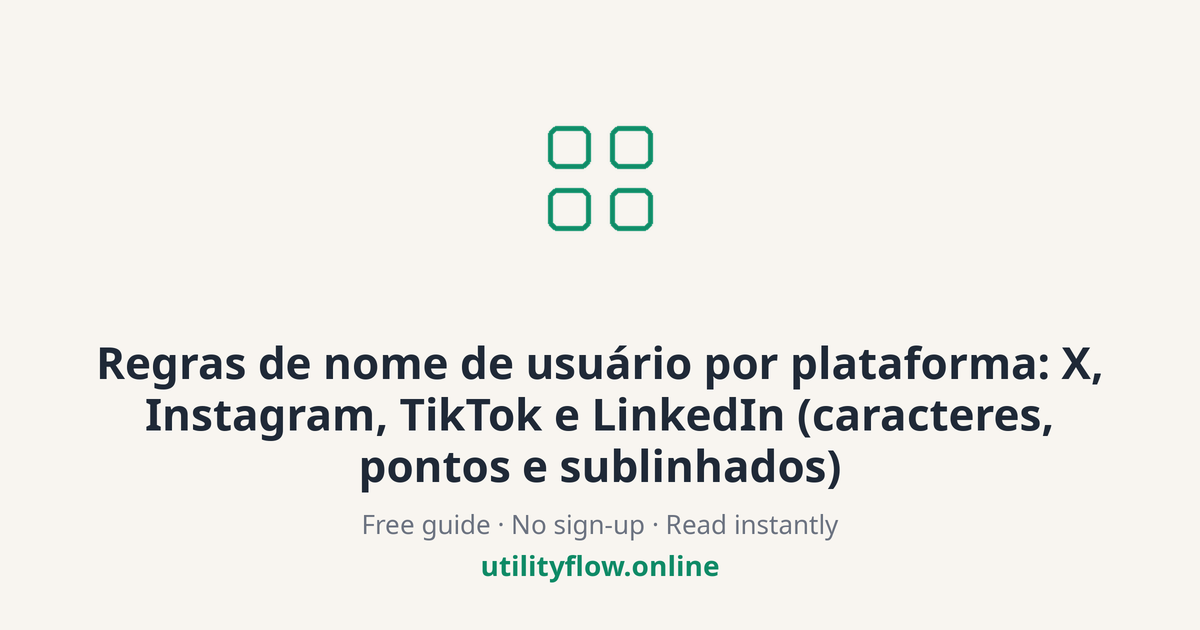 Regras de nome de usuário por plataforma: X,
Instagram, TikTok e LinkedIn (caracteres,
pontos e sublinhados)
Free guide · No sign-up · Read instantly
utilityflow.online